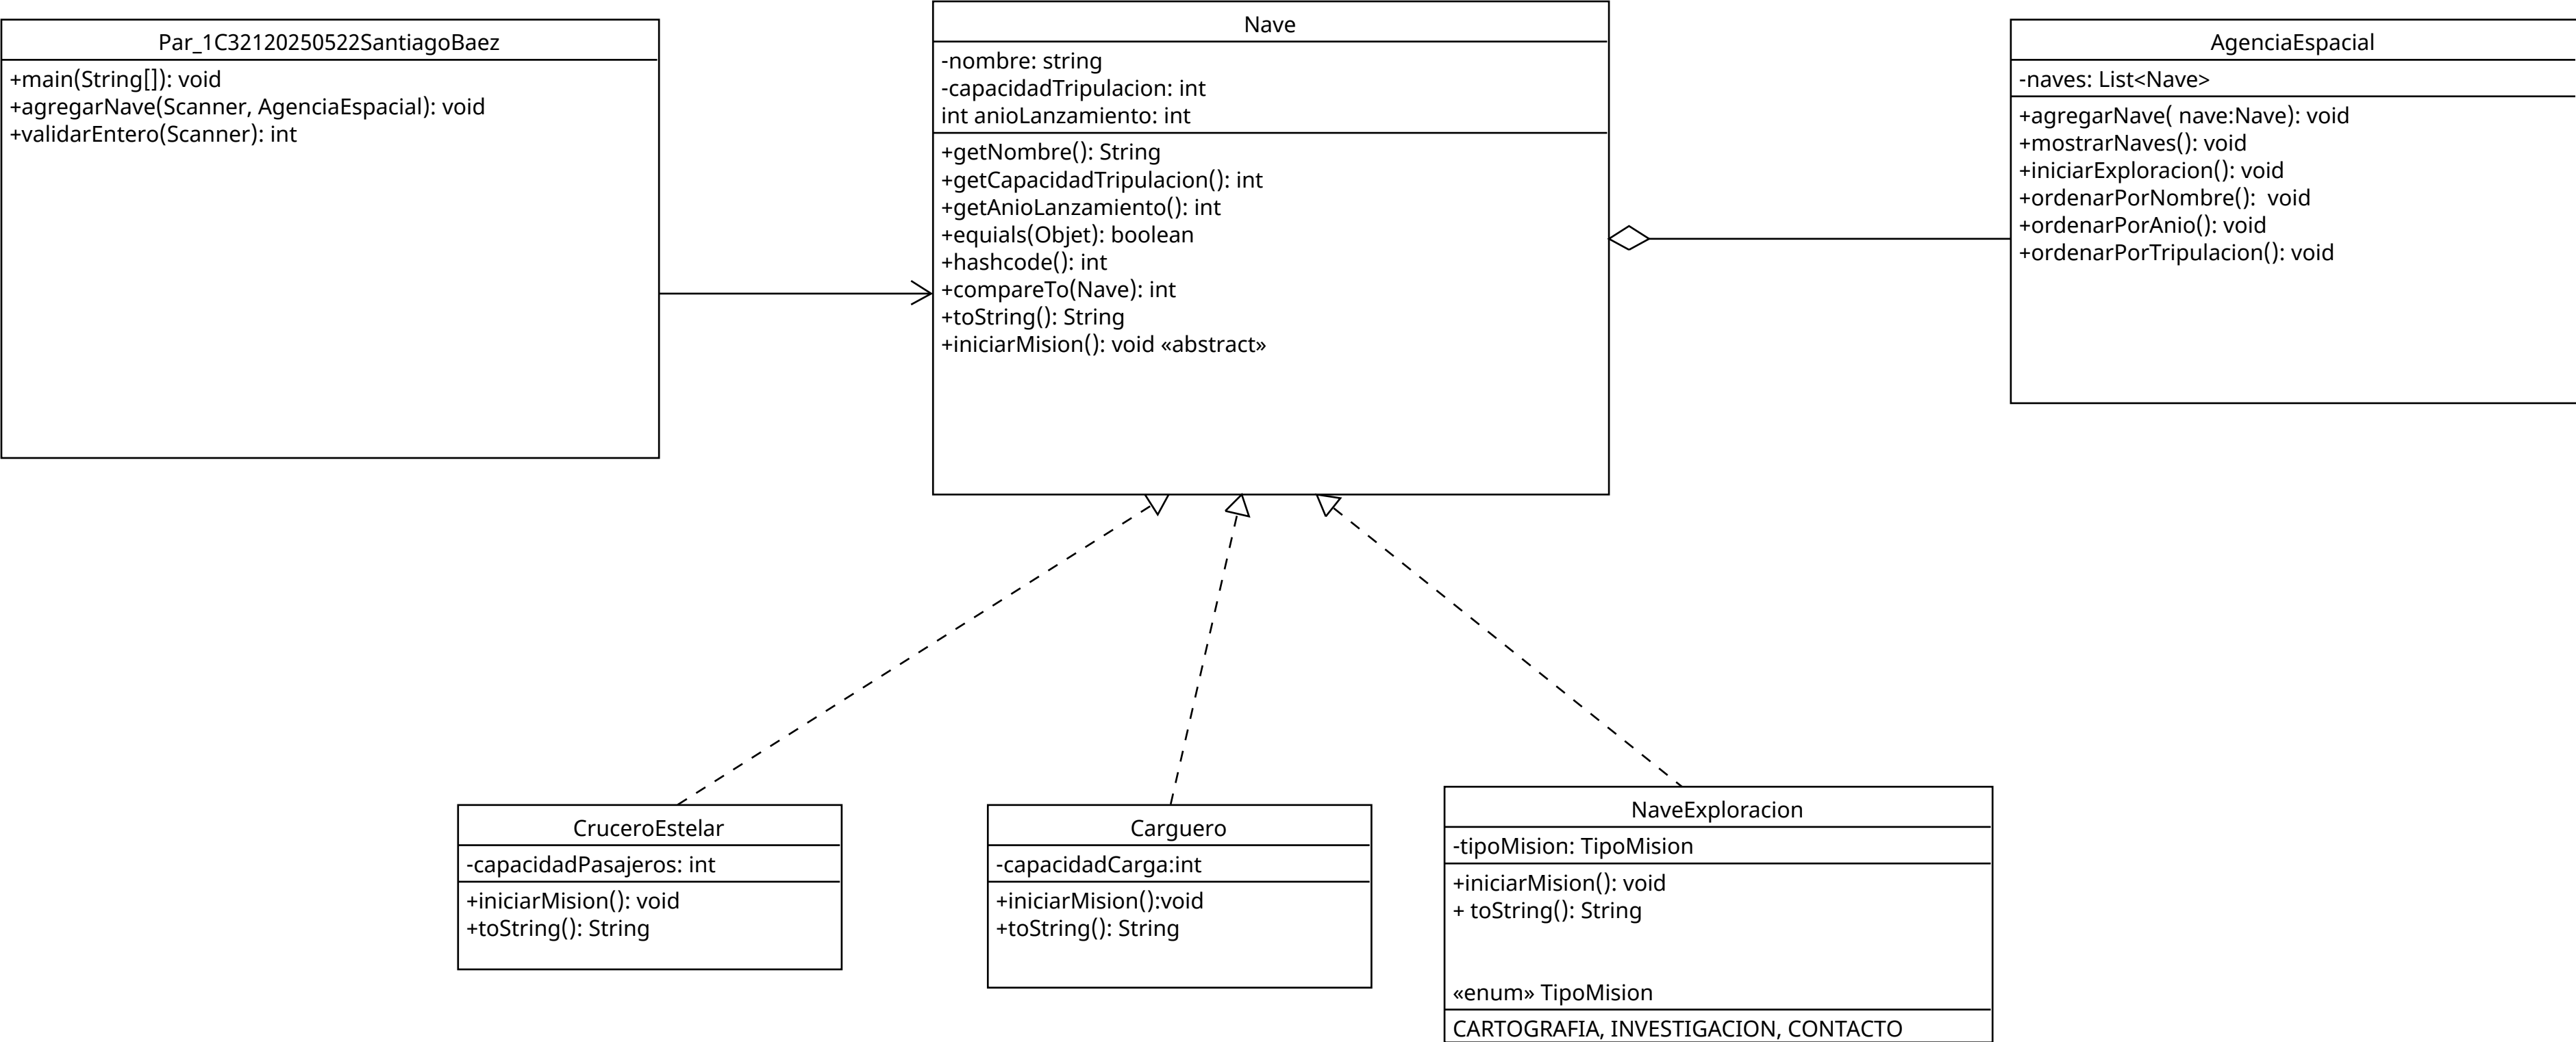 Par_1C32120250522SantiagoBaez
+main(String[]): void
+agregarNave(Scanner, AgenciaEspacial): void
+validarEntero(Scanner): int
Nave
-nombre: string
-capacidadTripulacion: int
int anioLanzamiento: int
+getNombre(): String
+getCapacidadTripulacion(): int
+getAnioLanzamiento(): int
+equials(Objet): boolean
+hashcode(): int
+compareTo(Nave): int
+toString(): String
+iniciarMision(): void «abstract»
AgenciaEspacial
-naves: List<Nave>
+agregarNave( nave:Nave): void
+mostrarNaves(): void
+iniciarExploracion(): void
+ordenarPorNombre():  void
+ordenarPorAnio(): void
+ordenarPorTripulacion(): void
CruceroEstelar
-capacidadPasajeros: int
+iniciarMision(): void
+toString(): String
Carguero
-capacidadCarga:int
+iniciarMision():void
+toString(): String
NaveExploracion
-tipoMision: TipoMision
+iniciarMision(): void
+ toString(): String
«enum» TipoMision
CARTOGRAFIA, INVESTIGACION, CONTACTO